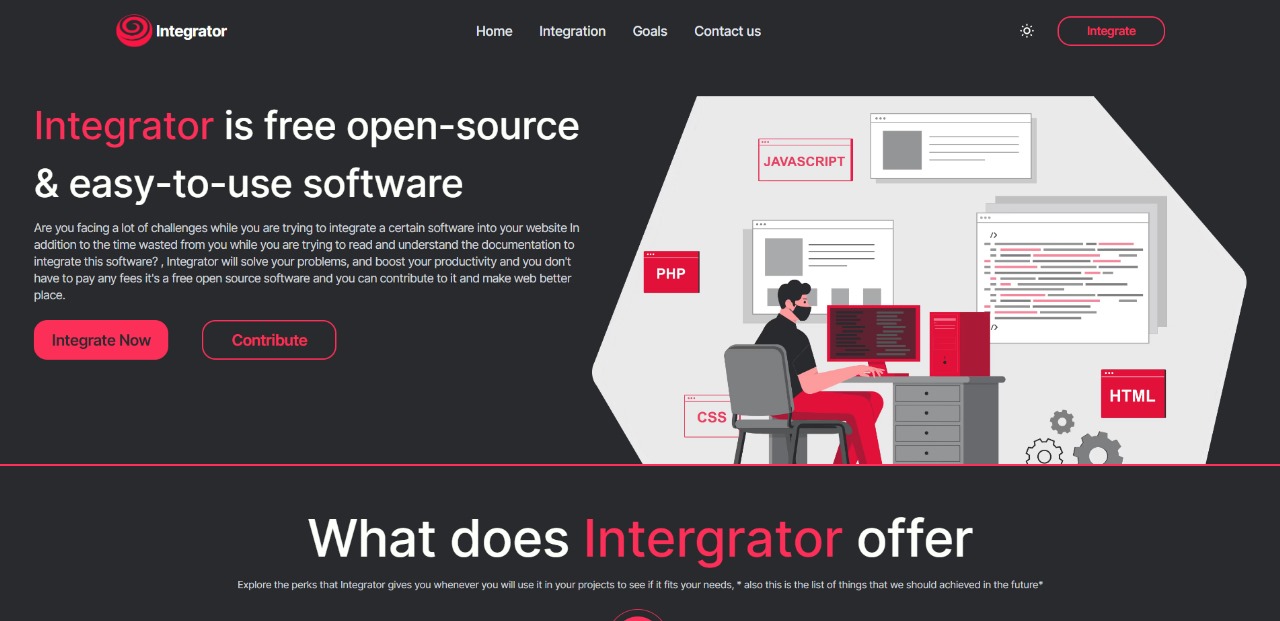 Integrator
Home Integration Goals Contact us
Integrate
Integrator is free open-source
& easy-to-use software
Are you facing a lot of challenges while you are trying to integrate a certain software into your website In
addition to the time wasted from you while you are trying to read and understand the documentation to
integrate this software? , Integrator will solve your problems, and boost your productivity and you don't
have to pay any fees it's a free open source software and you can contribute to it and make web better
place.
Integrate Now Contribute
JAVASCRIPT
PHP
/>
/>
CSS
HTML
What does Intergrator offer
Explore the perks that Integrator gives you whenever you will use it in your projects to see if it fits your needs, * also this is the list of things that we should achieved in the future*